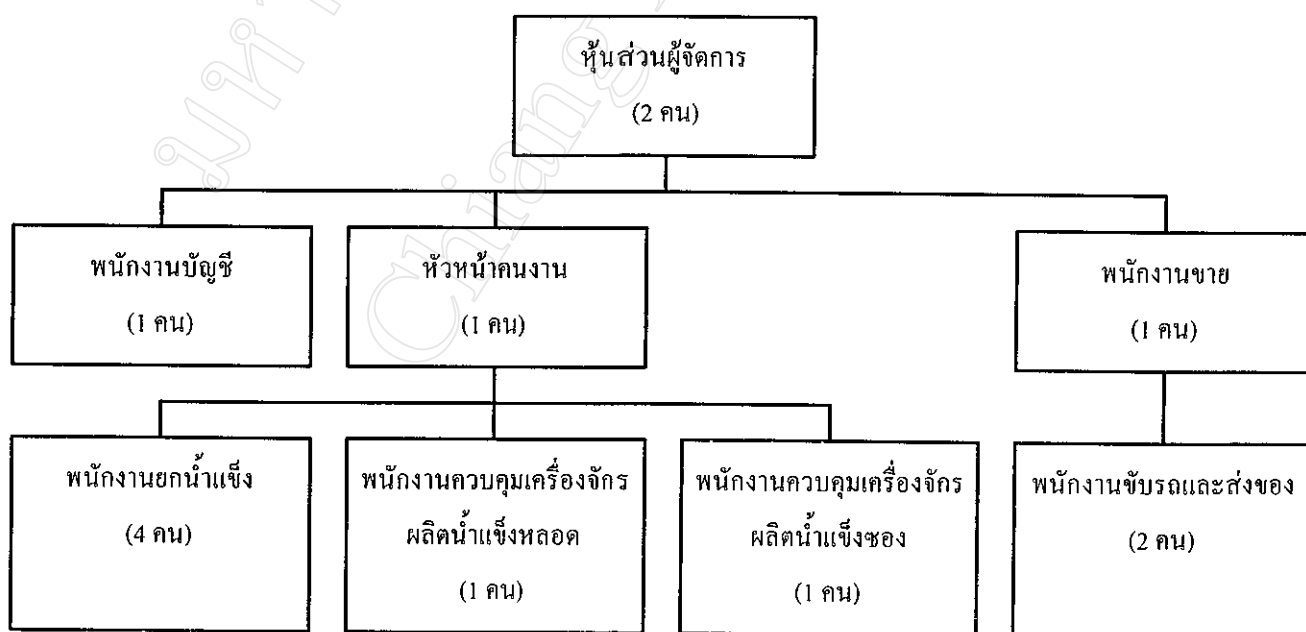 หุ้นส่วนผู้จัดการ
(2 คน)
พนักงานบัญชี
(1 คน)
หัวหน้าคนงาน
(1 คน)
พนักงานขาย
(1 คน)
พนักงานยกน้ำแข็ง
(4 คน)
พนักงานควบคุมเครื่องจักร
ผลิตน้ำแข็งหลอด
(1 คน)
พนักงานควบคุมเครื่องจักร
ผลิตน้ำแข็งซอง
(1 คน)
พนักงานขับรถและส่งของ
(2 คน)
Chiang